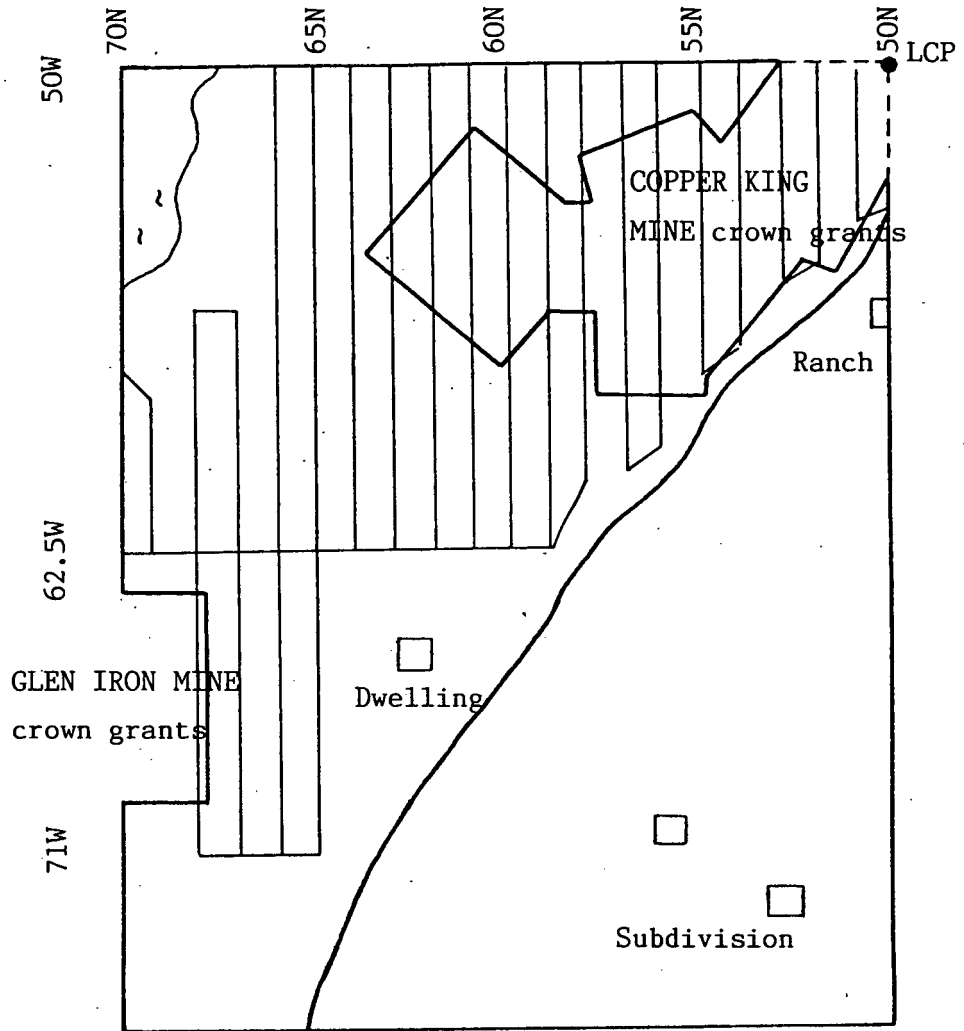 70N
65N
60N
55N
50N
LCP
50W
COPPER KING
MINE crown grants
Ranch
62.5W
GLEN IRON MINE
crown grants
Dwelling
71W
Subdivision